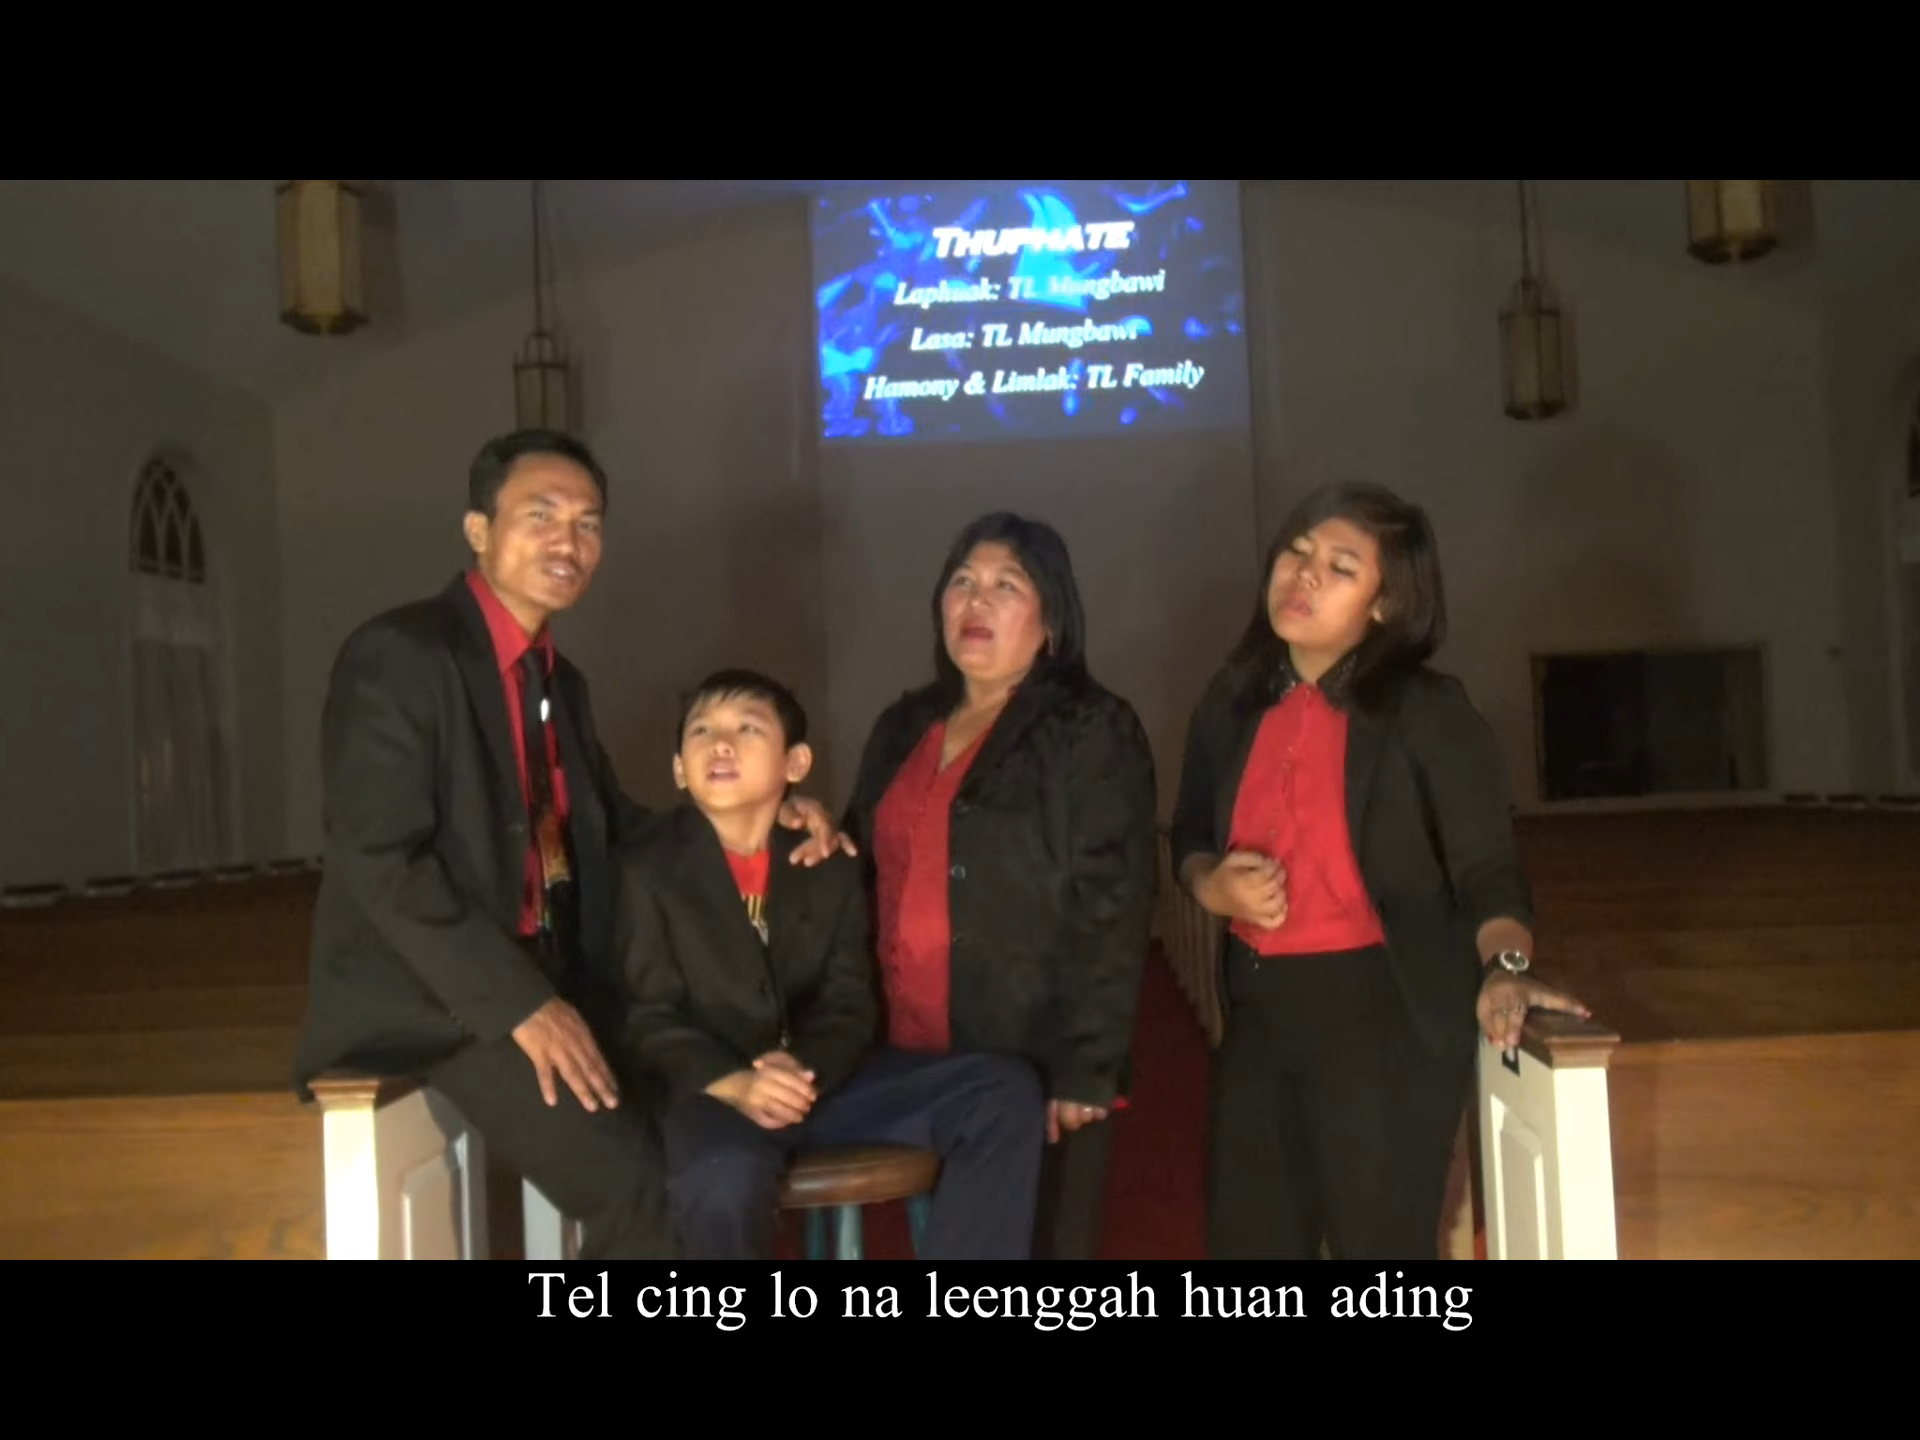 THUPHATE
Laphuak: TL Mungbawi
Lasa: TL Mungbawi
Hamony & Limlak: TL Family
Tel cing lo na leenggah huan ading